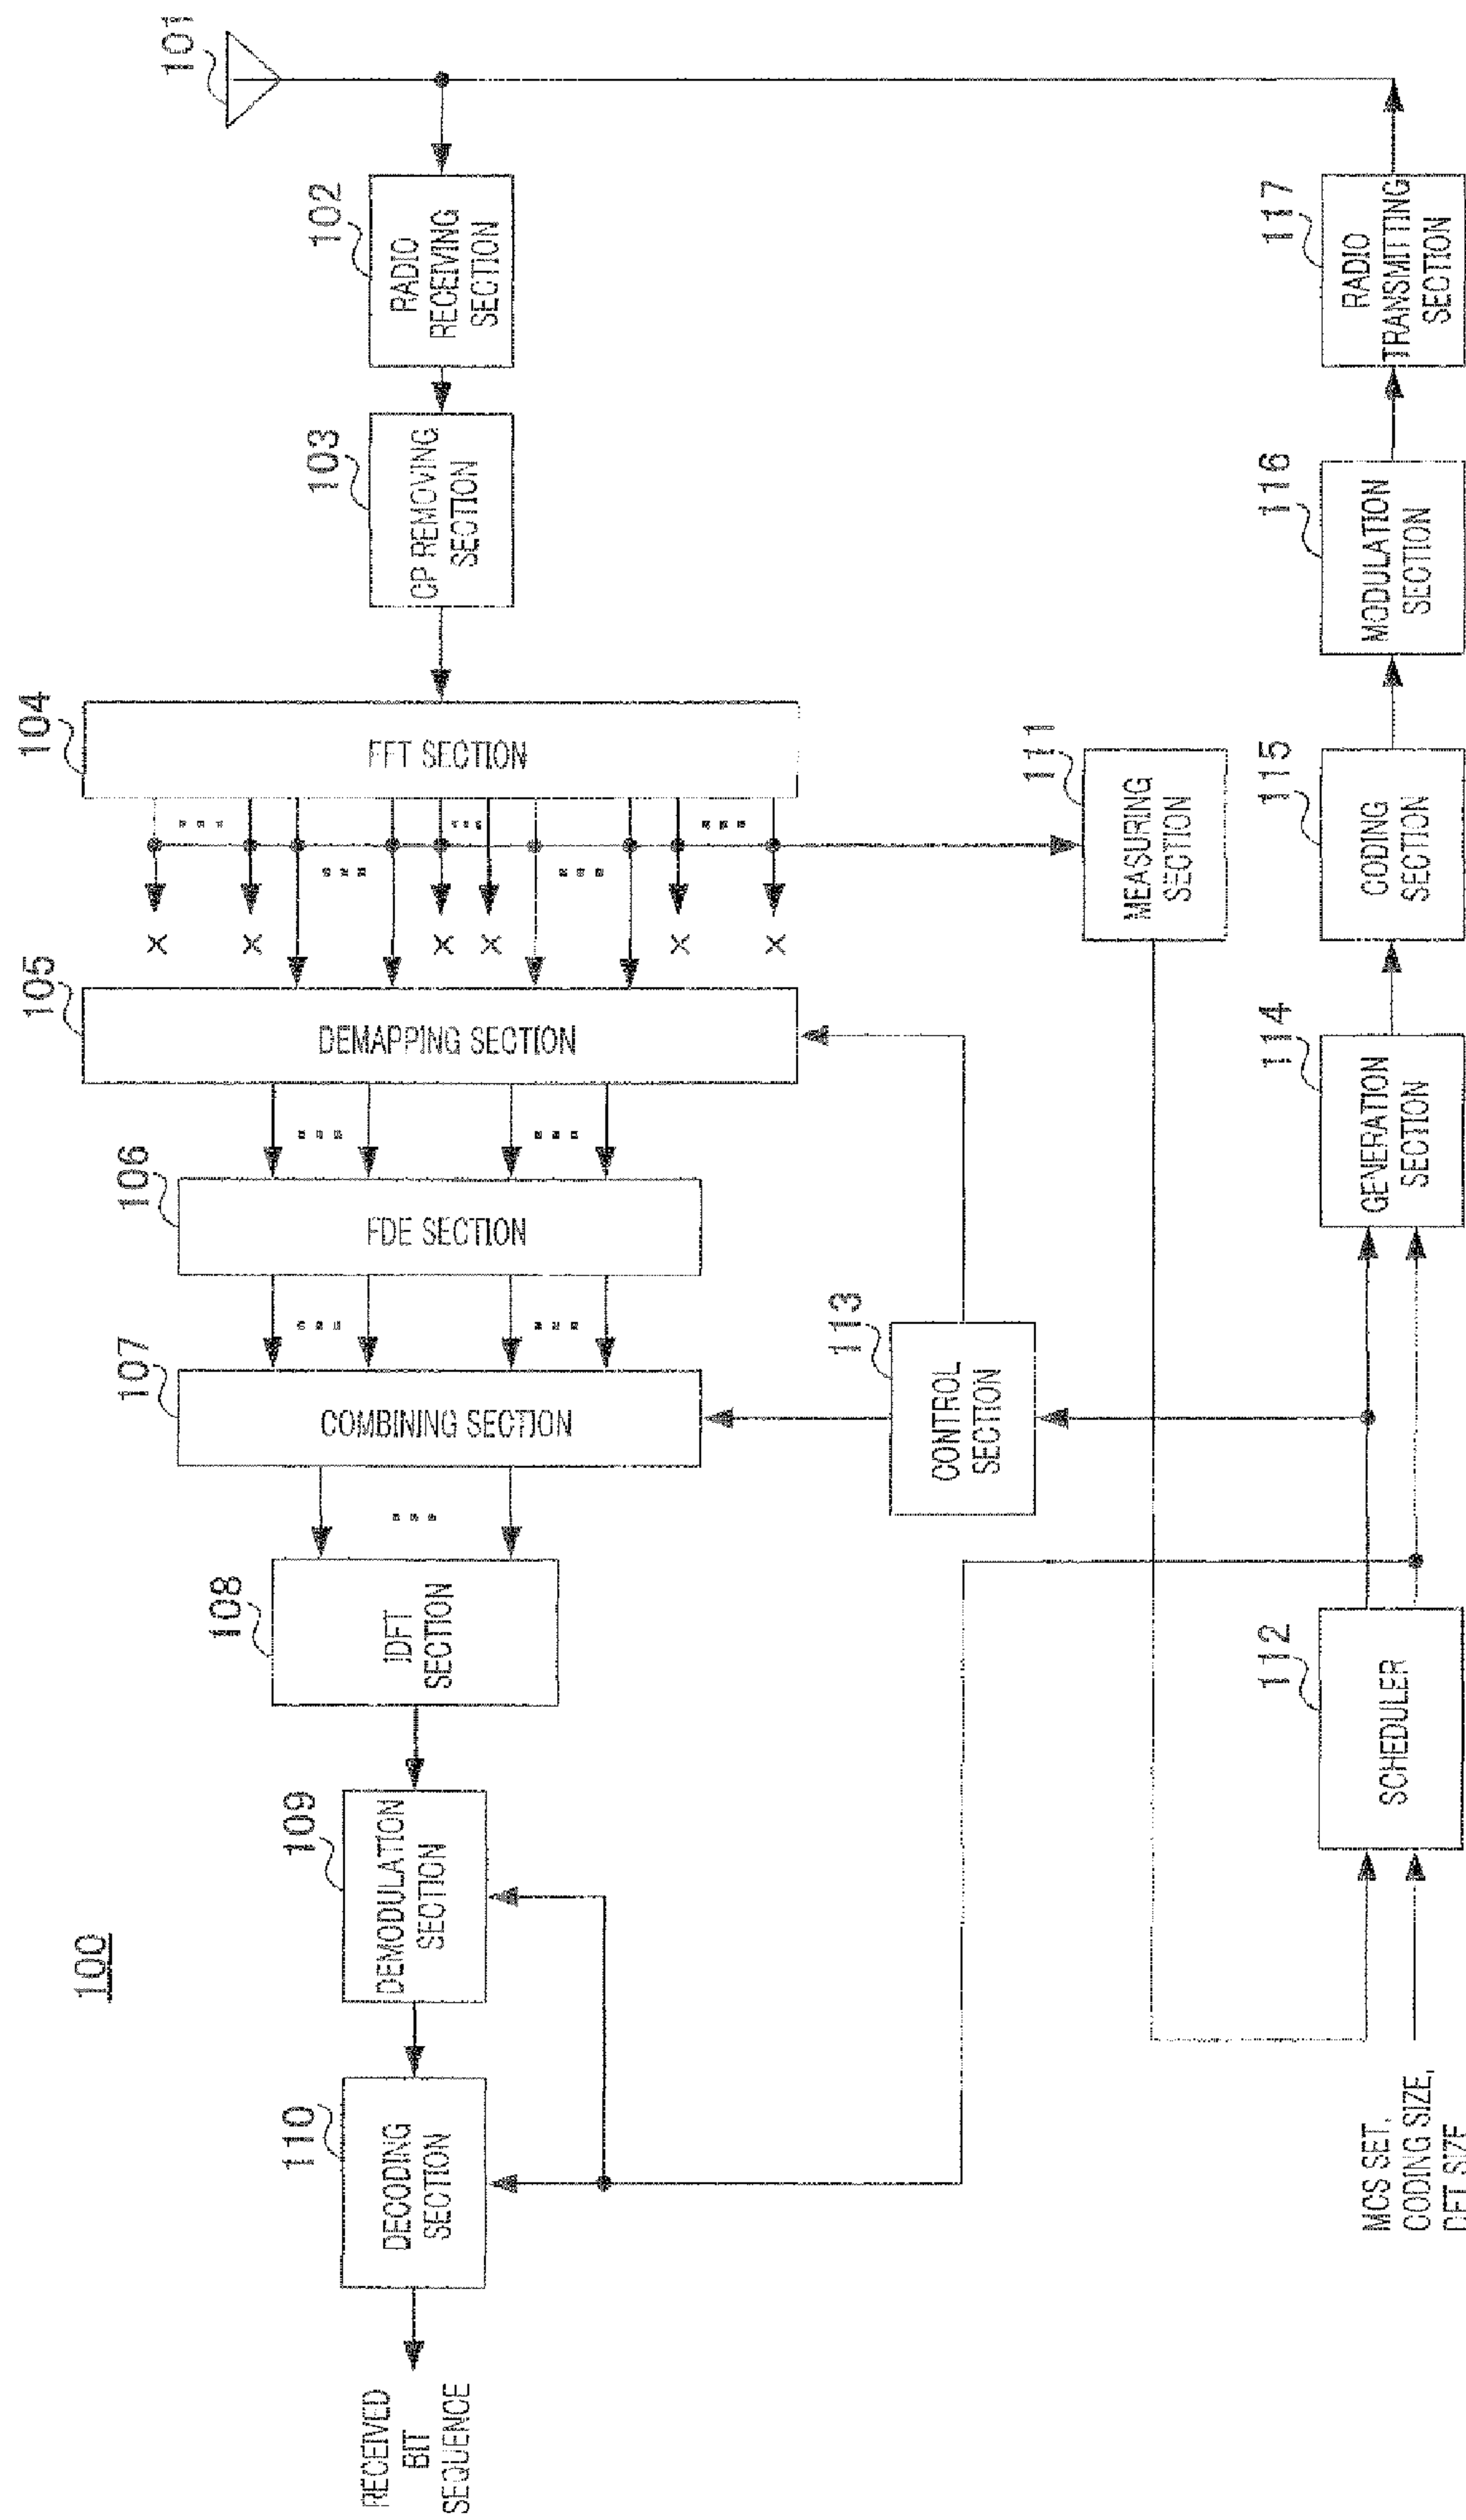 100
101
102
RADIO
RECEIVING
SECTION
103
CP REMOVING
SECTION
104
FFT SECTION
105
DEMAPPING SECTION
106
FDE SECTION
107
COMBINING SECTION
108
IDFT
SECTION
109
DEMODULATION
SECTION
110
DECODING
SECTION
RECEIVED
BIT
SEQUENCE
111
MEASURING
SECTION
113
CONTROL
SECTION
MCS SET,
CODING SIZE,
DFT SIZE
112
SCHEDULER
114
GENERATION
SECTION
115
CODING
SECTION
116
MODULATION
SECTION
117
RADIO
TRANSMITTING
SECTION
X
X
X
X
X
X